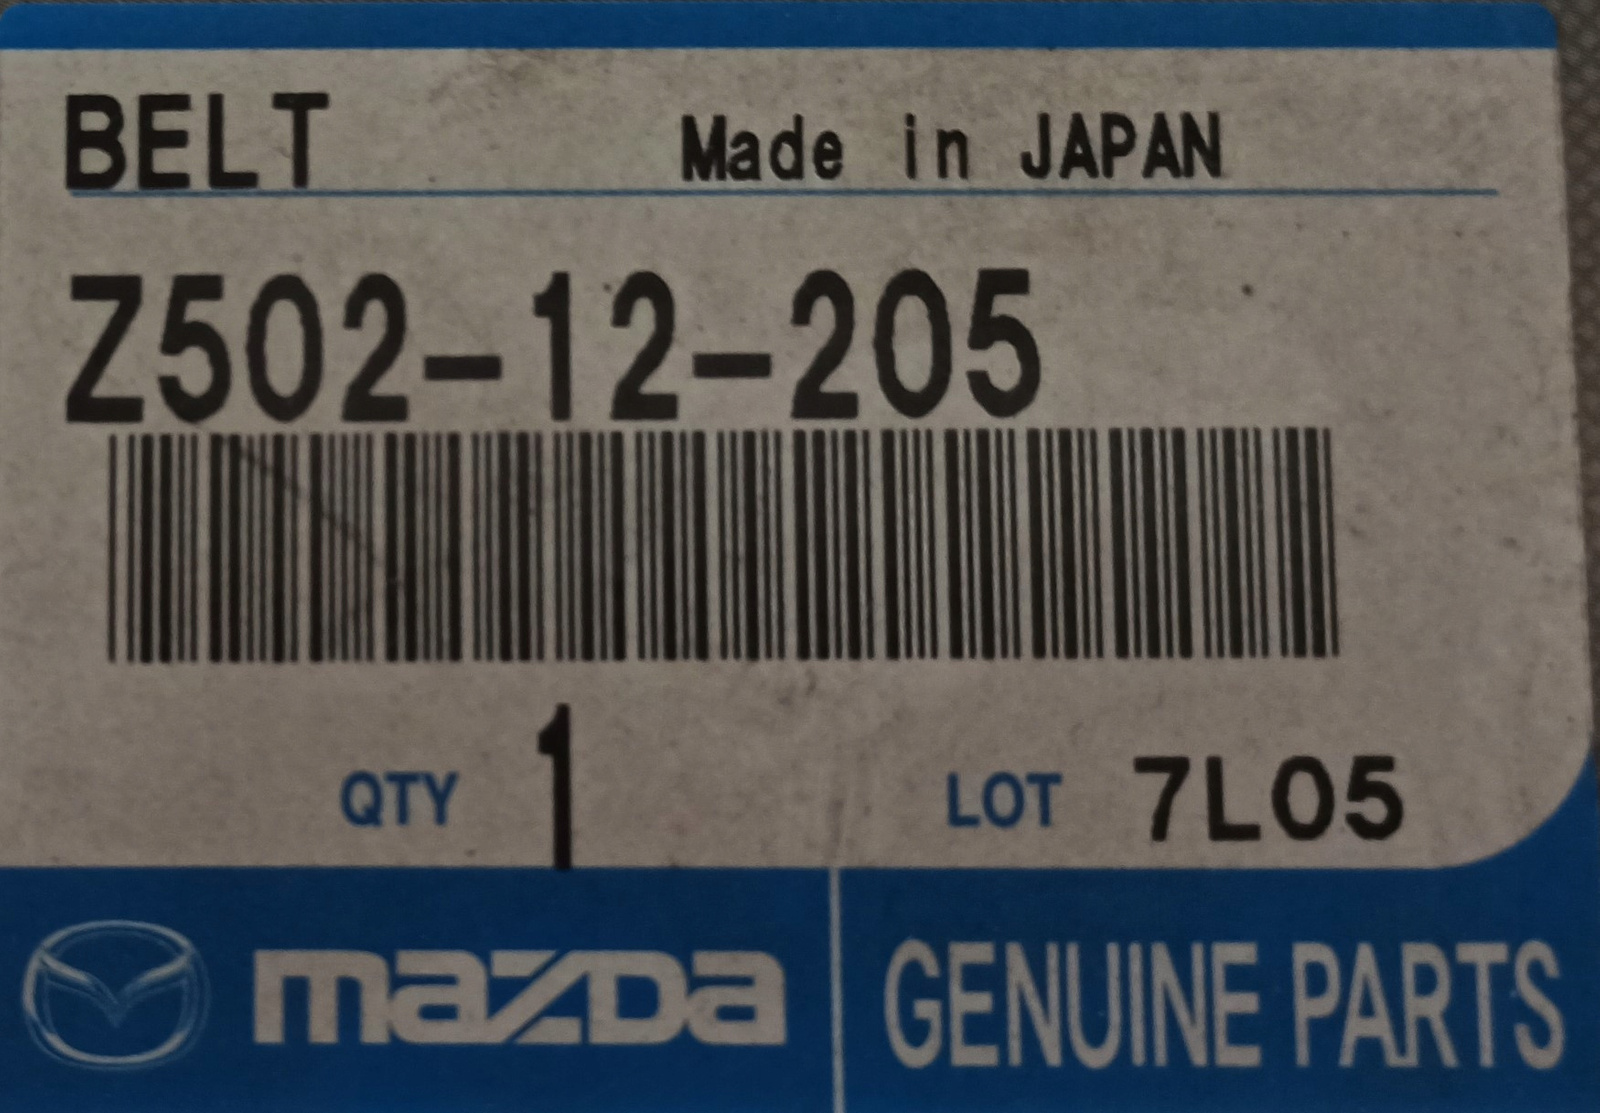 BELT Made in JAPAN
Z502-12-205
QTY 1 LOT 7L05
mazDa GENUINE PARTS